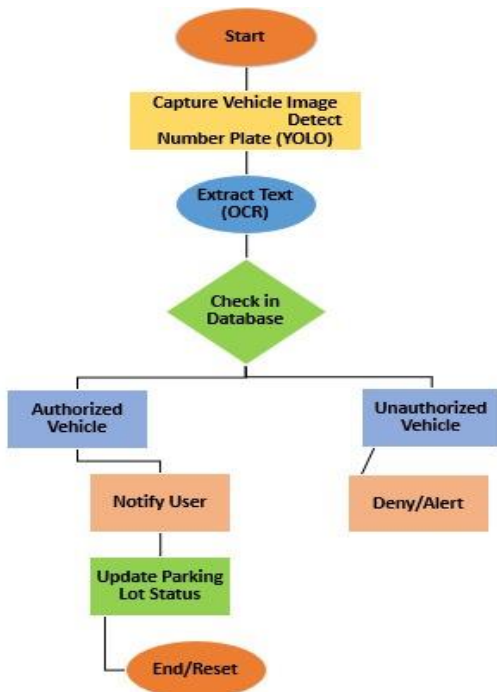 Start
Capture Vehicle Image
Detect
Number Plate (YOLO)
Extract Text
(OCR)
Check in
Database
Authorized
Vehicle
Unauthorized
Vehicle
Notify User
Deny/Alert
Update Parking
Lot Status
End/Reset